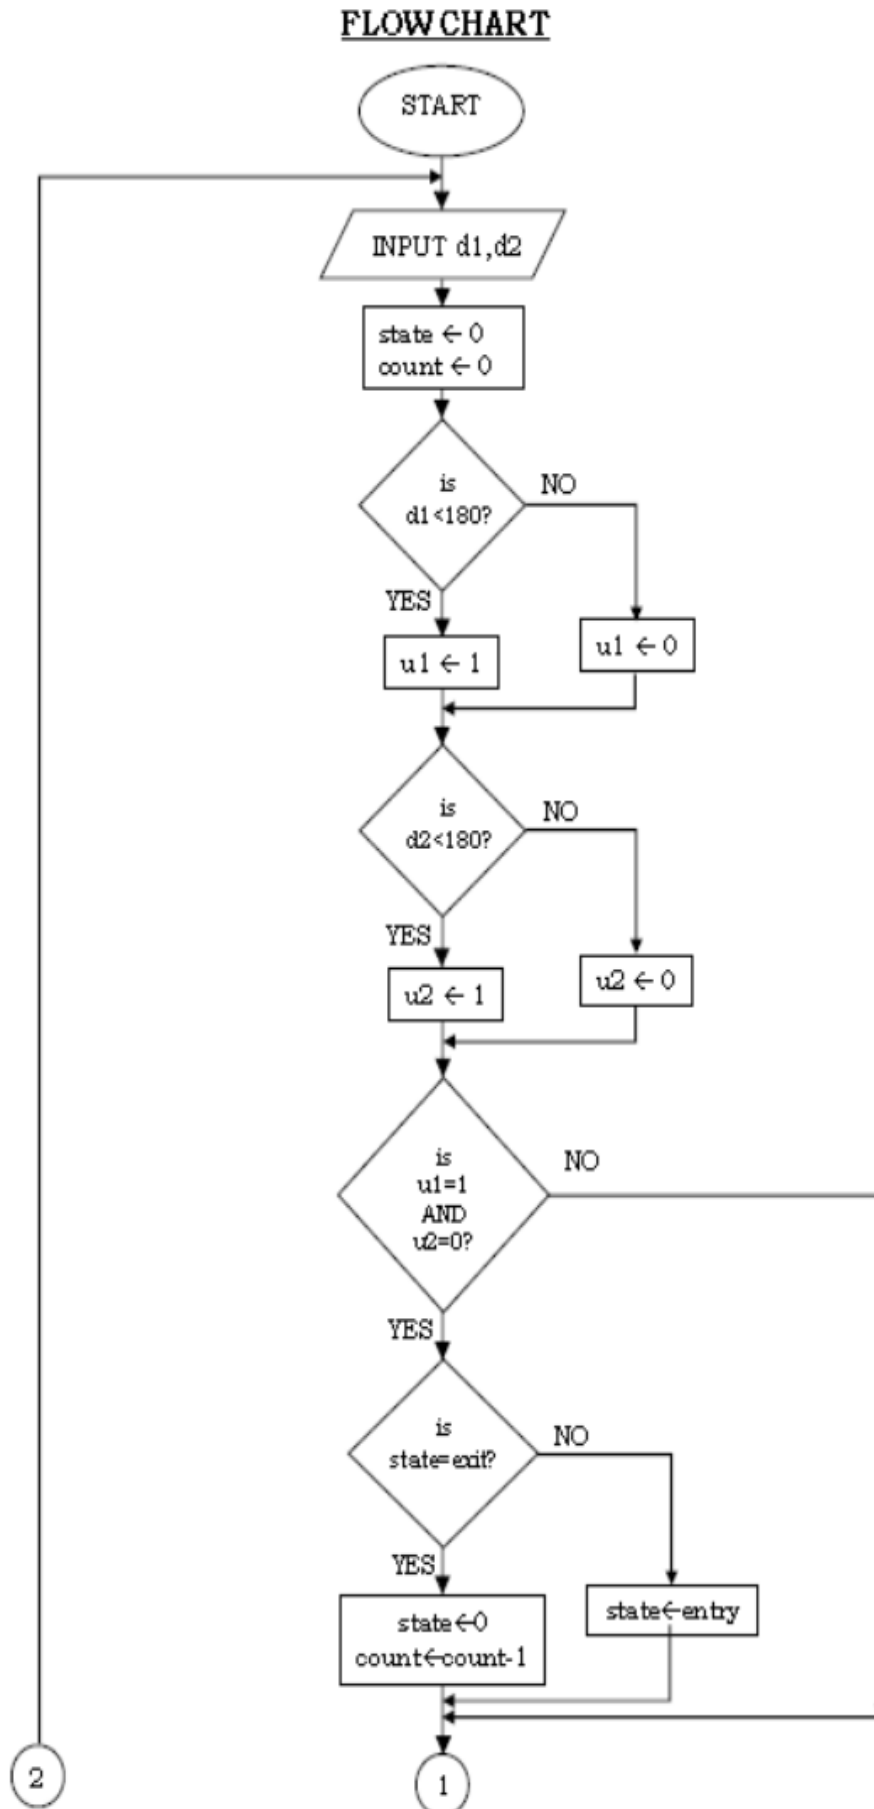 FLOW CHART
START
INPUT d1,d2
state ← 0
count ← 0
is
d1<180?
NO
YES
u1 ← 1
u1 ← 0
is
d2<180?
NO
YES
u2 ← 1
u2 ← 0
is
u1=1
AND
u2=0?
NO
YES
is
state=exit?
NO
YES
state←0
count←count-1
state←entry
2
1